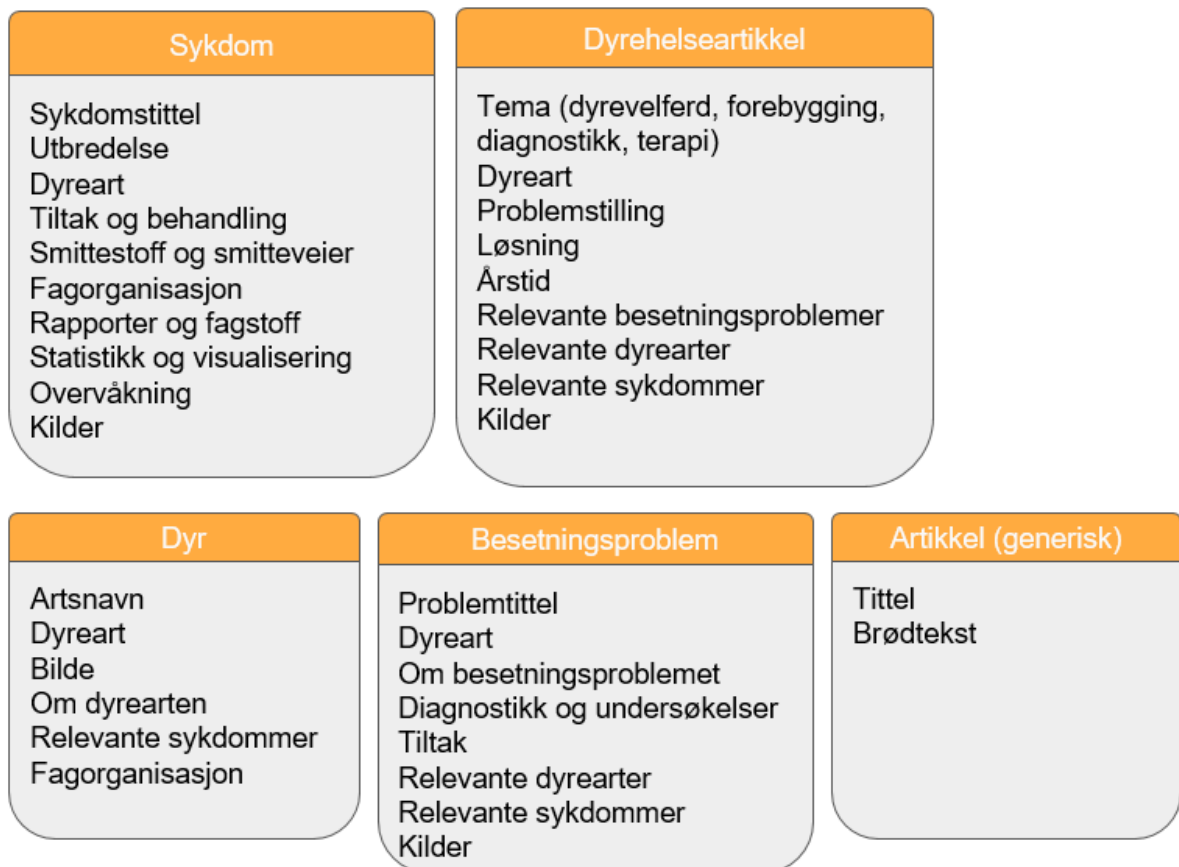 Sykdom
Sykdomstittel
Utbredelse
Dyreart
Tiltak og behandling
Smittestoff og smitteveier
Fagorganisasjon
Rapporter og fagstoff
Statistikk og visualisering
Overvåkning
Kilder
Dyrehelseartikkel
Tema (dyrevelferd, forebygging,
diagnostikk, terapi)
Dyreart
Problemstilling
Løsning
Årstid
Relevante besetningsproblemer
Relevante dyrearter
Relevante sykdommer
Kilder
Dyr
Artsnavn
Dyreart
Bilde
Om dyrearten
Relevante sykdommer
Fagorganisasjon
Besetningsproblem
Problemtittel
Dyreart
Om besetningsproblemet
Diagnostikk og undersøkelser
Tiltak
Relevante dyrearter
Relevante sykdommer
Kilder
Artikkel (generisk)
Tittel
Brødtekst